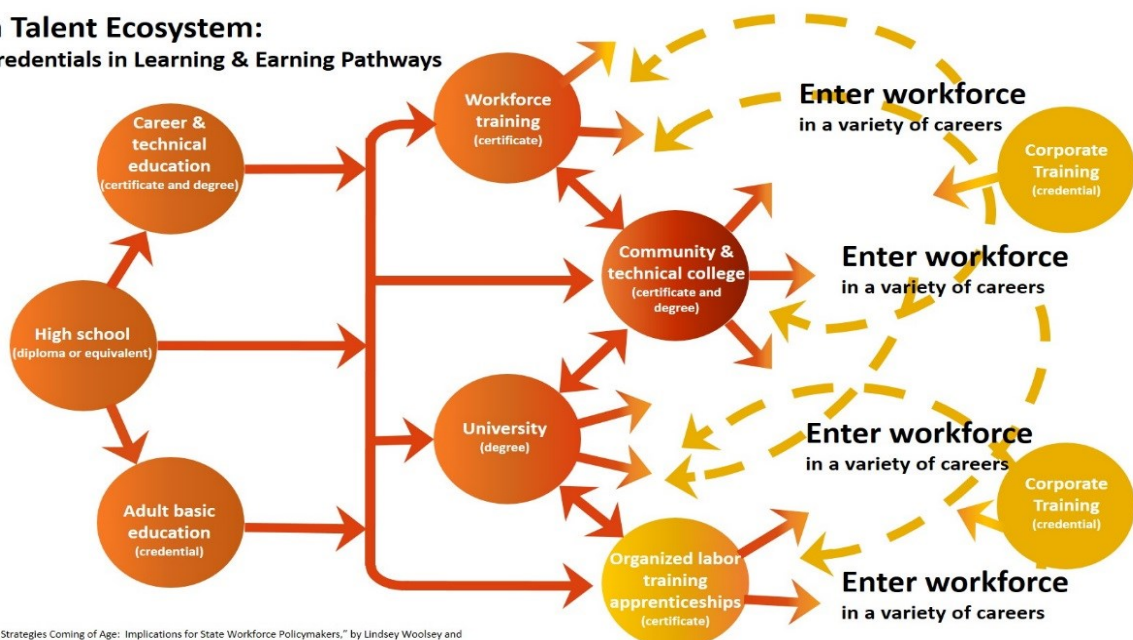 Talent Ecosystem:
redentials in Learning & Earning Pathways
Workforce
training
(certificate)
Enter workforce
in a variety of careers
Career &
technical
education
(certificate and degree)
Corporate
Training
(credential)
Community &
technical college
(certificate and
degree)
Enter workforce
in a variety of careers
High school
(diploma or equivalent)
University
(degree)
Enter workforce
in a variety of careers
Corporate
Training
(credential)
Adult basic
education
(credential)
Organized labor
training
apprenticeships
(certificate)
Enter workforce
in a variety of careers
Strategies Coming of Age: Implications for State Workforce Policymakers," by Lindsey Woolsey and